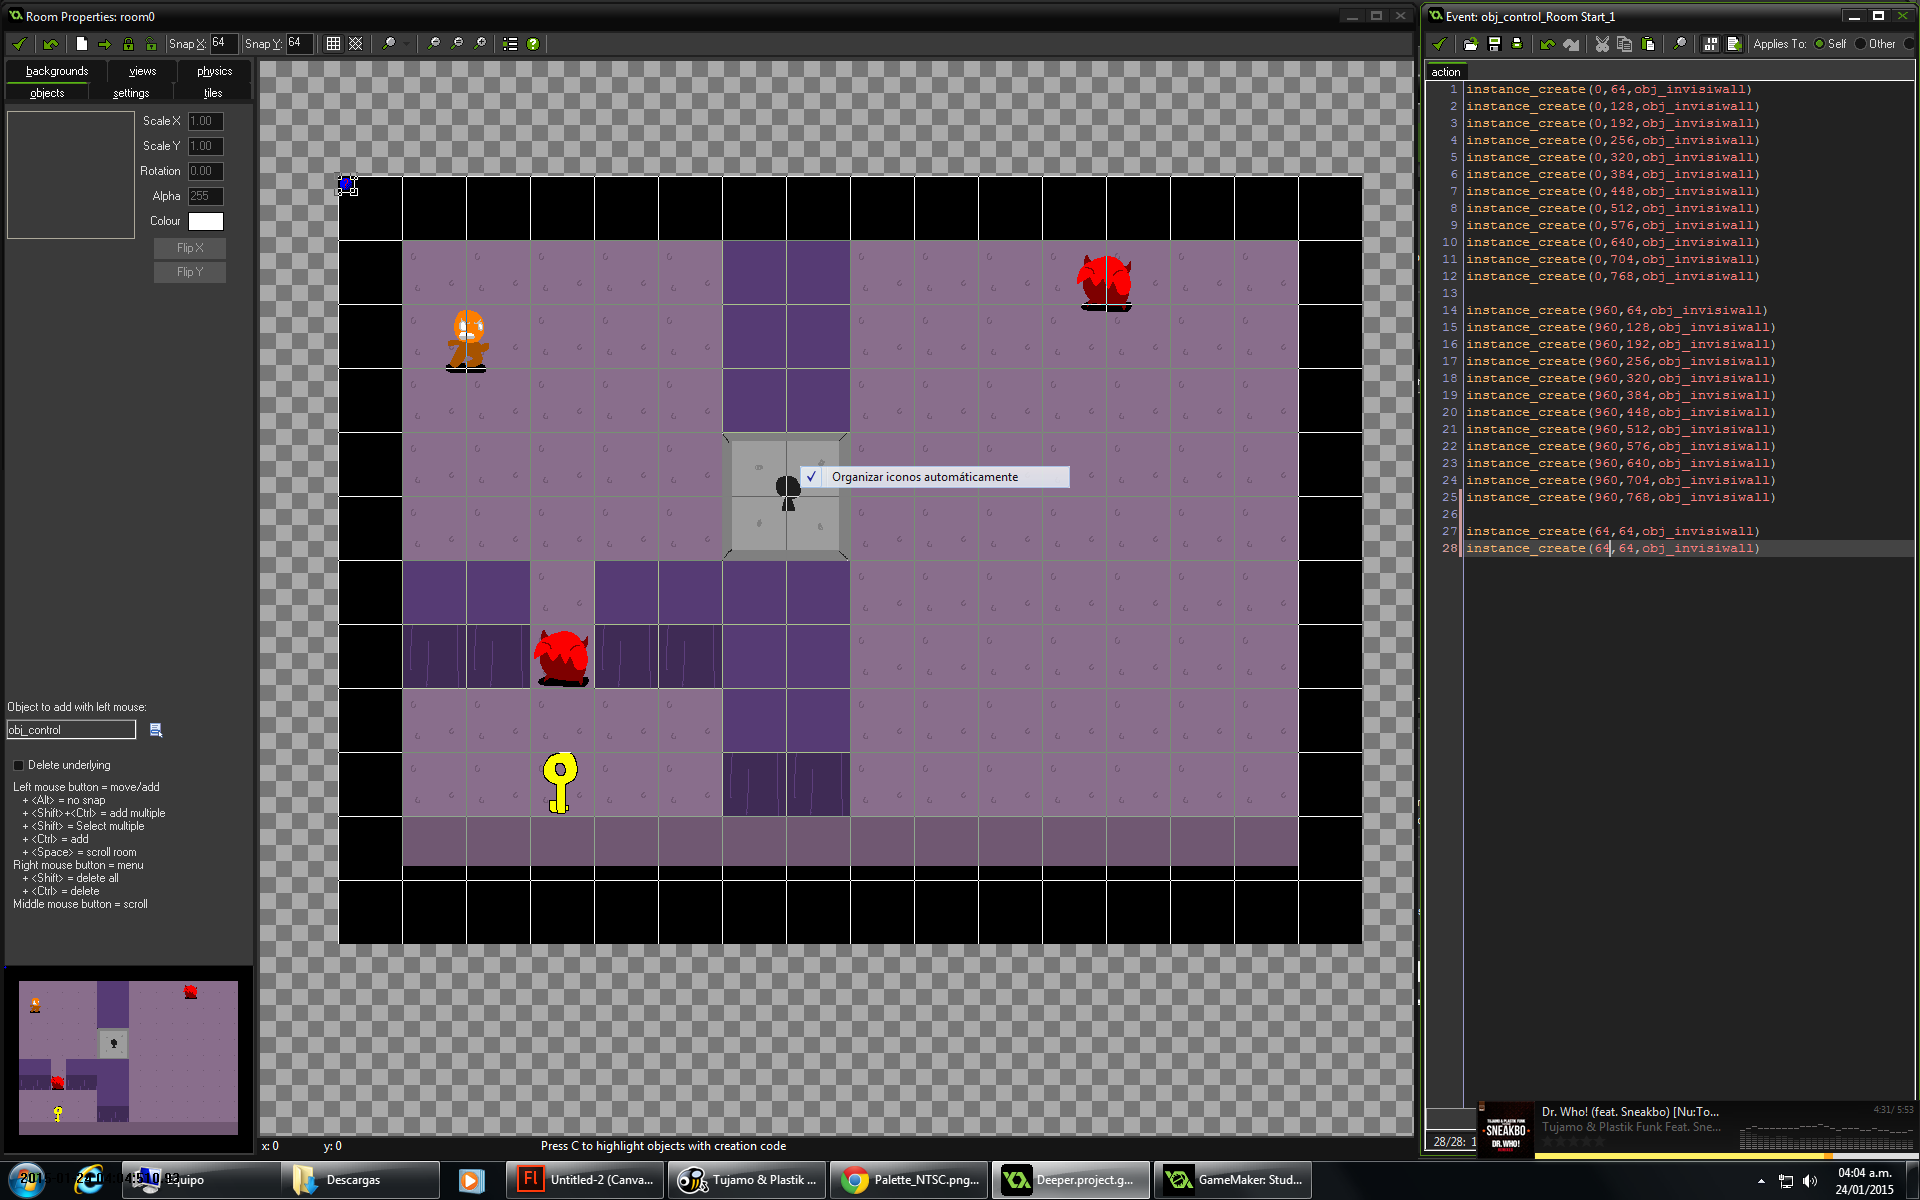 Room Properties: room0
Snap X: 64 Snap Y: 64
backgrounds views physics
objects settings tiles
Scale X 1.00
Scale Y 1.00
Rotation 0.00
Alpha 255
Colour
Flip X
Flip Y
Object to add with left mouse:
obj_control
Delete underlying
Left mouse button = move/add
+ <Alt> = no snap
+ <Shift>+<Ctrl> = add multiple
+ <Shift> = Select multiple
+ <Ctrl> = add
+ <Space> = scroll room
Right mouse button = menu
+ <Shift> = delete all
+ <Ctrl> = delete
Middle mouse button = scroll
Organizar iconos automáticamente
x: 0 y: 0 Press C to highlight objects with creation code
Event: obj_control_Room Start_1
Applies To: Self Other
action
1 instance_create(0,64,obj_invisiwall)
2 instance_create(0,128,obj_invisiwall)
3 instance_create(0,192,obj_invisiwall)
4 instance_create(0,256,obj_invisiwall)
5 instance_create(0,320,obj_invisiwall)
6 instance_create(0,384,obj_invisiwall)
7 instance_create(0,448,obj_invisiwall)
8 instance_create(0,512,obj_invisiwall)
9 instance_create(0,576,obj_invisiwall)
10 instance_create(0,640,obj_invisiwall)
11 instance_create(0,704,obj_invisiwall)
12 instance_create(0,768,obj_invisiwall)
13
14 instance_create(960,64,obj_invisiwall)
15 instance_create(960,128,obj_invisiwall)
16 instance_create(960,192,obj_invisiwall)
17 instance_create(960,256,obj_invisiwall)
18 instance_create(960,320,obj_invisiwall)
19 instance_create(960,384,obj_invisiwall)
20 instance_create(960,448,obj_invisiwall)
21 instance_create(960,512,obj_invisiwall)
22 instance_create(960,576,obj_invisiwall)
23 instance_create(960,640,obj_invisiwall)
24 instance_create(960,704,obj_invisiwall)
25 instance_create(960,768,obj_invisiwall)
26
27 instance_create(64,64,obj_invisiwall)
28 instance_create(64,64,obj_invisiwall)
28/28: 1
TUJAMO & PLASTIK FUNK
SNEAKBO
DR. WHO!
Dr. Who! (feat. Sneakbo) [Nu:To...
Tujamo & Plastik Funk Feat. Sne...
4:31/ 5:53
Equipo
Descargas
Fl
Untitled-2 (Canva...
Tujamo & Plastik ...
Palette_NTSC.png...
Deeper.project.g...
GameMaker: Stud...
04:04 a.m.
24/01/2015